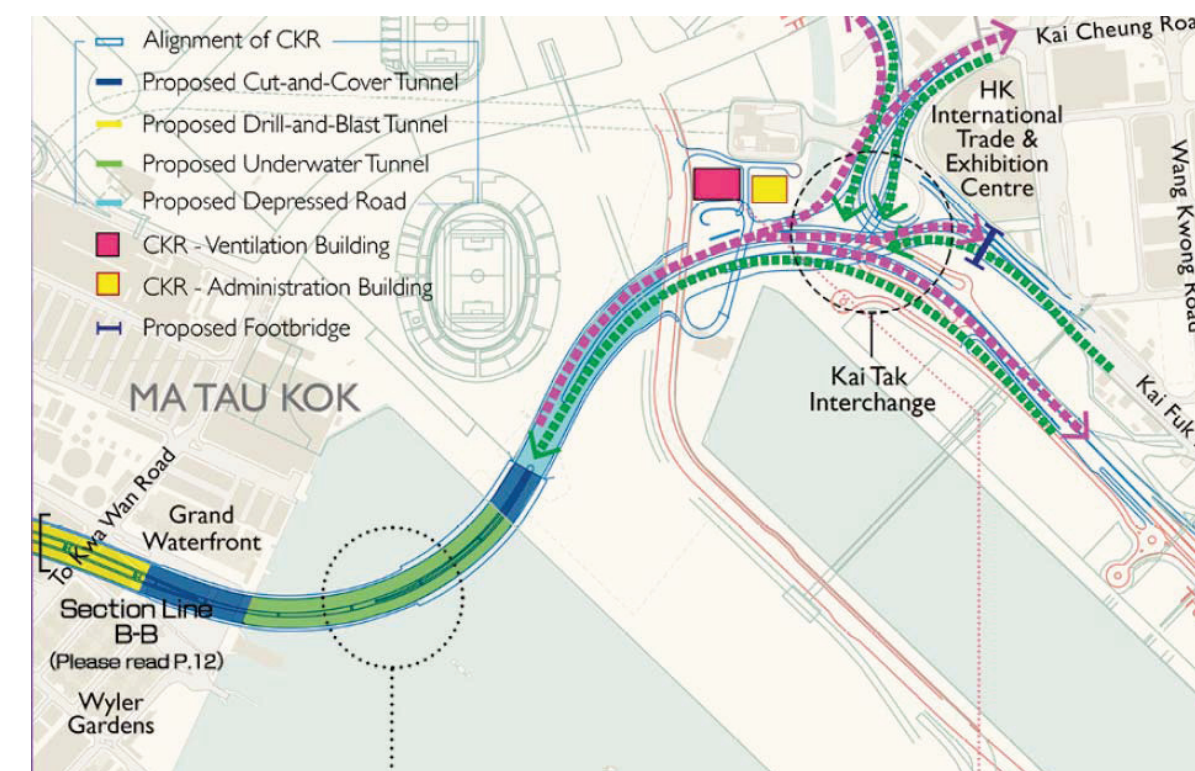 Alignment of CKR
Proposed Cut-and-Cover Tunnel
Proposed Drill-and-Blast Tunnel
Proposed Underwater Tunnel
Proposed Depressed Road
CKR - Ventilation Building
CKR - Administration Building
Proposed Footbridge
Kai Cheung Roa
HK
International
Trade &
Exhibition
Centre
Wang Kwong Road
Kai Tak
Interchange
Kai Fuk
MA TAU KOK
To Kwa Wan Road
Grand
Waterfront
Section Line
B-B
(Please read P.12)
Wyler
Gardens